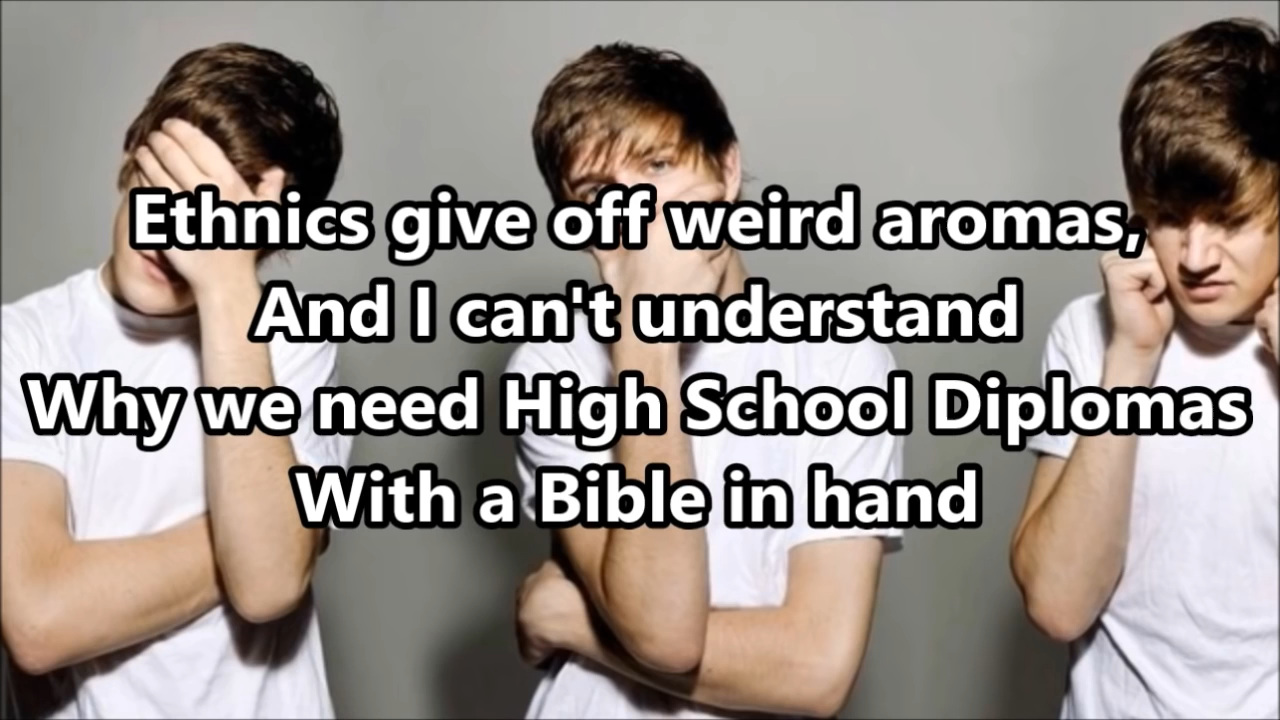 Ethnics give off weird aromas,
And I can't understand
Why we need High School Diplomas
With a Bible in hand